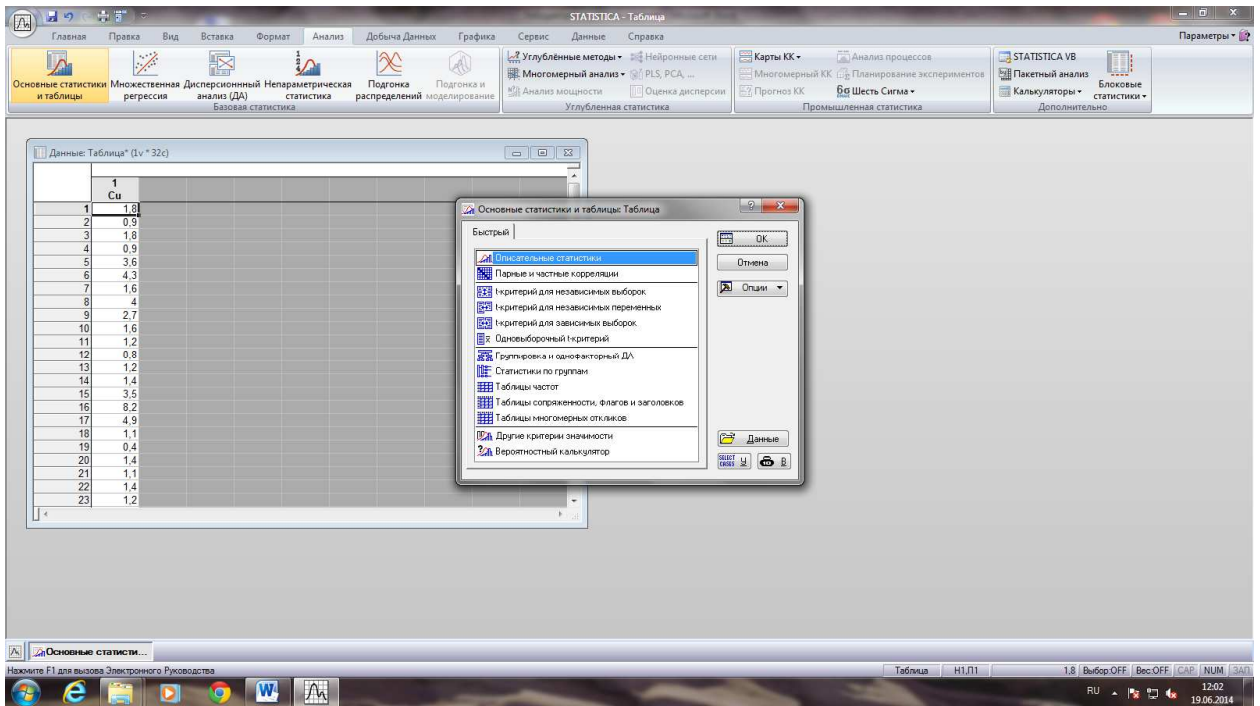 STATISTICA - Таблица
Главная Правка Вид Вставка Формат Анализ Добыча Данных Графика Сервис Данные Справка Параметры
Основные статистики и таблицы
Множественная регрессия
Дисперсионнный анализ (ДА)
Непараметрическая статистика
Подгонка распределений
Подгонка и моделирование
Базовая статистика
Углублённые методы Нейронные сети
Многомерный анализ PLS, PCA, ...
Анализ мощности Оценка дисперсии
Углубленная статистика
Карты КК Анализ процессов
Многомерный КК Планирование экспериментов
Прогноз КК 6σ Шесть Сигма
Промышленная статистика
STATISTICA VB
Пакетный анализ
Калькуляторы
Блоковые статистики
Дополнительно
Данные: Таблица* (1v * 32c)
1
Cu
1 1,8
2 0,9
3 1,8
4 0,9
5 3,6
6 4,3
7 1,6
8 4
9 2,7
10 1,6
11 1,2
12 0,8
13 1,2
14 1,4
15 3,5
16 8,2
17 4,9
18 1,1
19 0,4
20 1,4
21 1,1
22 1,4
23 1,2
Основные статистики и таблицы: Таблица
Быстрый
Описательные статистики
Парные и частные корреляции
t-критерий для независимых выборок
t-критерий для независимых переменных
t-критерий для зависимых выборок
Одновыборочный t-критерий
Группировка и однофакторный ДА
Статистики по группам
Таблицы частот
Таблицы сопряженности, флагов и заголовков
Таблицы многомерных откликов
Другие критерии значимости
Вероятностный калькулятор
OK
Отмена
Опции
Данные
SELECT CASES
Основные статисти...
Нажмите F1 для вызова Электронного Руководства
Таблица Н1,П1 1,8 Выбор:OFF Вес:OFF CAP NUM ЗАП
RU
12:02
19.06.2014